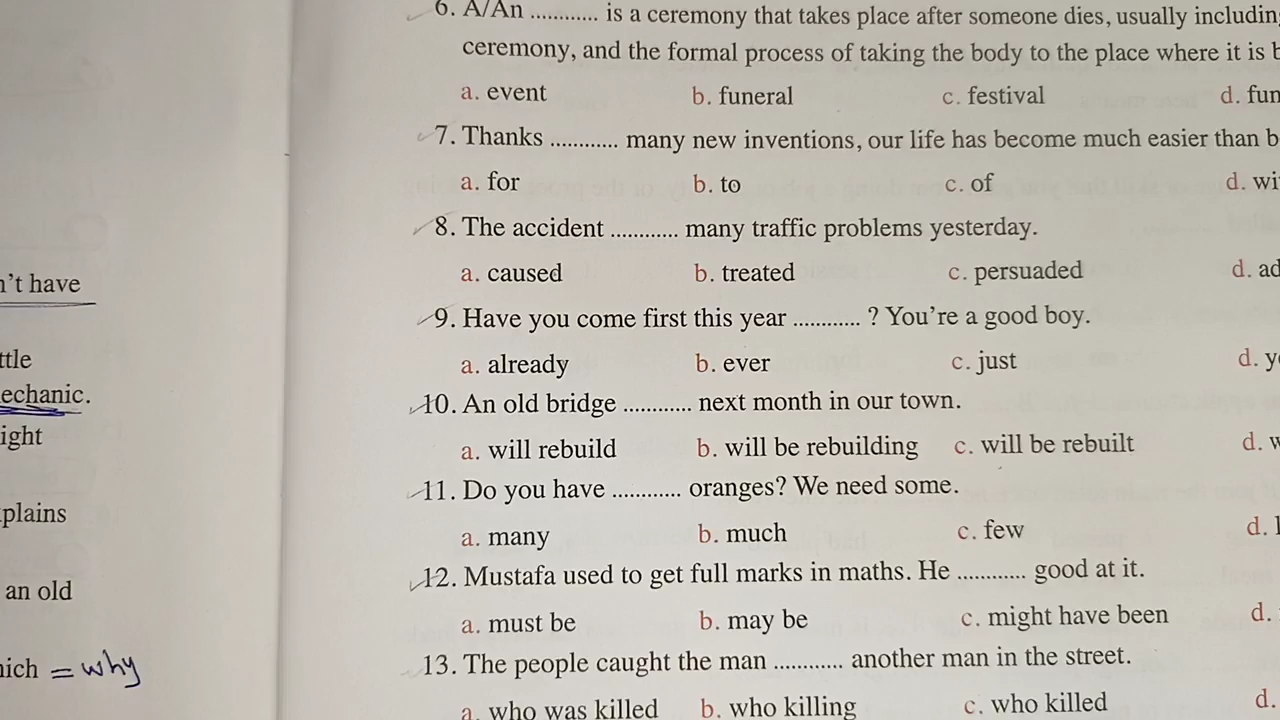 6. A/An ............ is a ceremony that takes place after someone dies, usually including
ceremony, and the formal process of taking the body to the place where it is
a. event b. funeral c. festival d.
7. Thanks ............ many new inventions, our life has become much easier than
a. for b. to c. of d.
8. The accident ............ many traffic problems yesterday.
a. caused b. treated c. persuaded d.
9. Have you come first this year ............ ? You're a good boy.
a. already b. ever c. just d.
10. An old bridge ............ next month in our town.
a. will rebuild b. will be rebuilding c. will be rebuilt d.
11. Do you have ............ oranges? We need some.
a. many b. much c. few d.
12. Mustafa used to get full marks in maths. He ............ good at it.
a. must be b. may be c. might have been d.
13. The people caught the man ............ another man in the street.
a. who was killed b. who killing c. who killed d.
n't have
ttle
echanic.
ight
plains
an old
hich = why